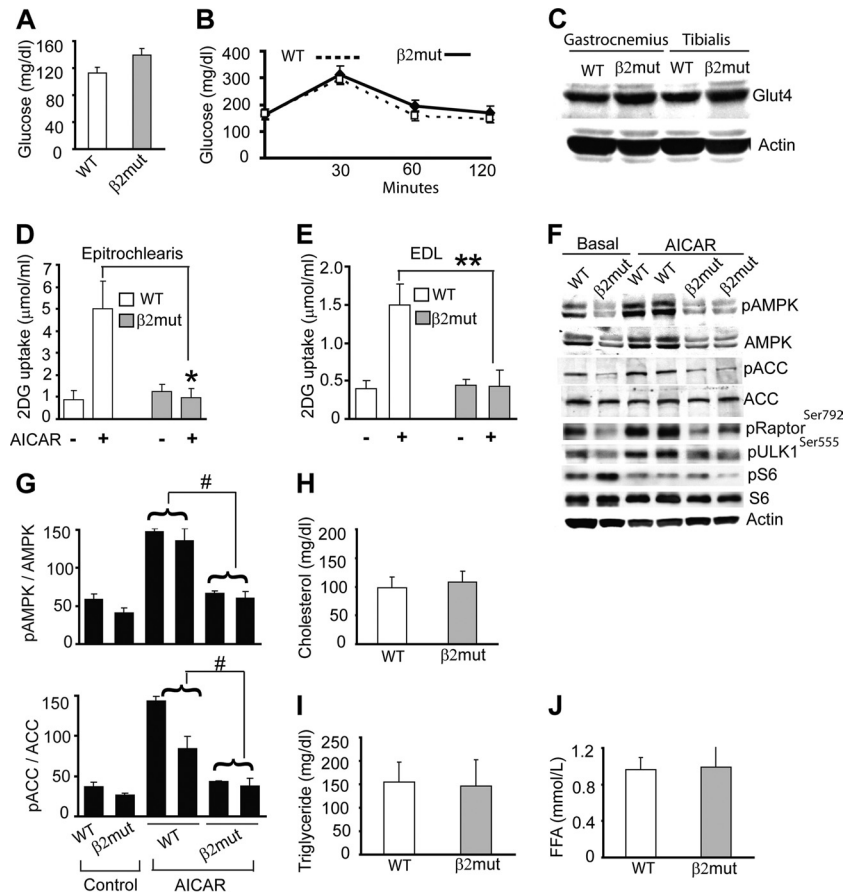 A
Glucose (mg/dl)
160
120
80
40
0
WT
β2mut
B
WT
β2mut
Glucose (mg/dl)
400
300
200
100
0
30
60
120
Minutes
C
Gastrocnemius Tibialis
WT β2mut WT β2mut
Glut4
Actin
D
Epitrochlearis
2DG uptake (μmol/ml)
7
6
5
4
3
2
1
0
WT
β2mut
*
AICAR - + - +
E
EDL
2DG uptake (μmol/ml)
2.0
1.5
1.0
0.5
0
**
WT
β2mut
- + - +
F
Basal AICAR
WT β2mut WT WT β2mut β2mut
pAMPK
AMPK
pACC
ACC
pRaptor Ser792
pULK1 Ser555
pS6
S6
Actin
G
#
pAMPK / AMPK
150
100
50
0
#
pACC / ACC
150
100
50
0
WT β2mut WT β2mut
Control AICAR
H
Cholesterol (mg/dl)
200
150
100
50
0
WT β2mut
I
Triglyceride (mg/dl)
250
200
150
100
50
0
WT β2mut
J
FFA (mmol/L)
1.2
0.8
0.4
0
WT β2mut